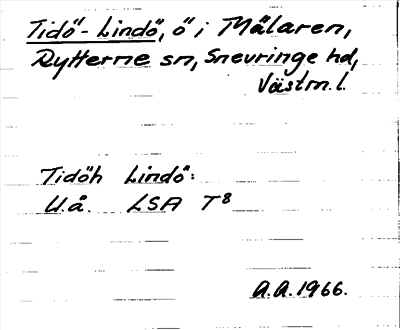 Tidö-Lindö, ö i Mälaren,
Rytterne sn, Snevringe hd,
Västm.l.
Tidöh Lindö:
U.å. LSA T8
A.A. 1966.